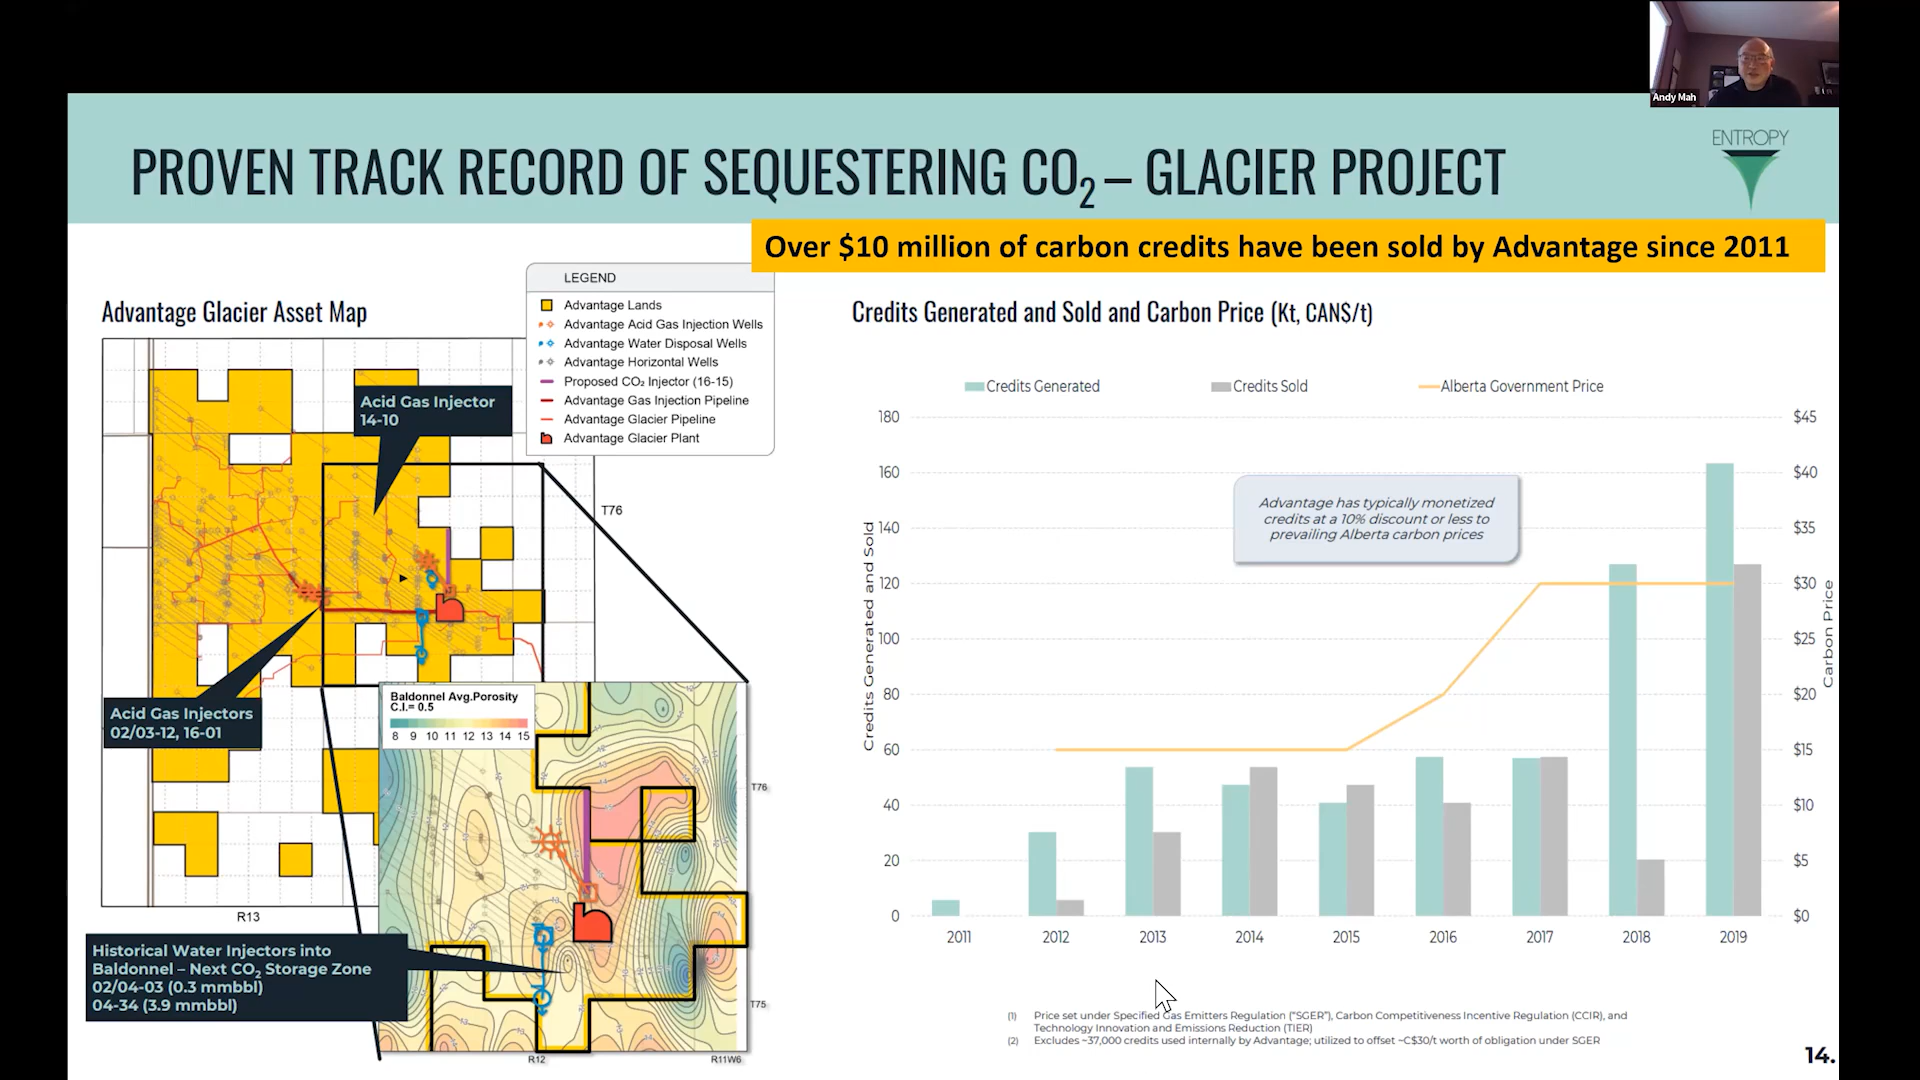 Andy Mah
ENTROPY
PROVEN TRACK RECORD OF SEQUESTERING CO2 – GLACIER PROJECT
Over $10 million of carbon credits have been sold by Advantage since 2011
Advantage Glacier Asset Map
LEGEND
Advantage Lands
Advantage Acid Gas Injection Wells
Advantage Water Disposal Wells
Advantage Horizontal Wells
Proposed CO₂ Injector (16-15)
Advantage Gas Injection Pipeline
Advantage Glacier Pipeline
Advantage Glacier Plant
Acid Gas Injector
14-10
T76
Acid Gas Injectors
02/03-12, 16-01
R13
Baldonnel Avg.Porosity
C.I.= 0.5
8 9 10 11 12 13 14 15
T76
T75
R12
R11W6
Historical Water Injectors into
Baldonnel – Next CO2 Storage Zone
02/04-03 (0.3 mmbbl)
04-34 (3.9 mmbbl)
Credits Generated and Sold and Carbon Price (Kt, CAN$/t)
Credits Generated
Credits Sold
Alberta Government Price
Advantage has typically monetized
credits at a 10% discount or less to
prevailing Alberta carbon prices
Credits Generated and Sold
180
160
140
120
100
80
60
40
20
0
$45
$40
$35
$30
$25
$20
$15
$10
$5
$0
Carbon Price
2011 2012 2013 2014 2015 2016 2017 2018 2019
(1) Price set under Specified Gas Emitters Regulation ("SGER"), Carbon Competitiveness Incentive Regulation (CCIR), and
Technology Innovation and Emissions Reduction (TIER)
(2) Excludes ~37,000 credits used internally by Advantage; utilized to offset ~C$30/t worth of obligation under SGER
14.